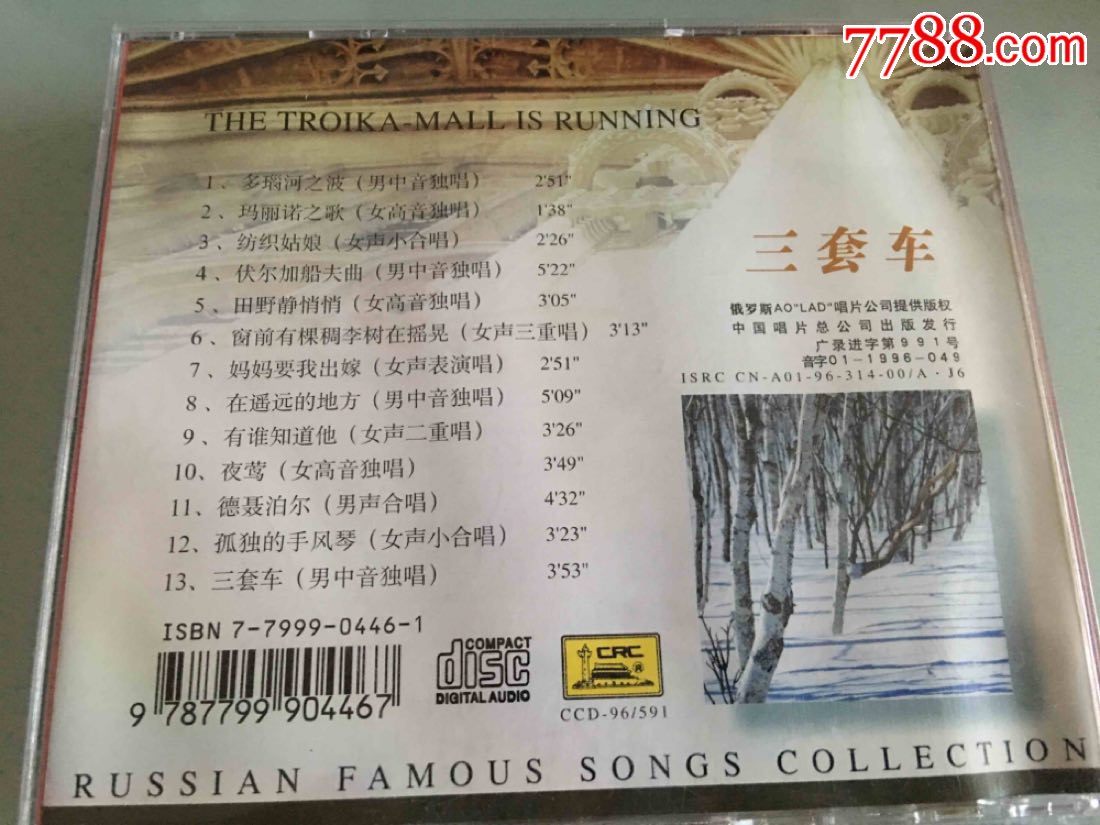 7788.com
THE TROIKA-MALL IS RUNNING
1、多瑙河之波（男中音独唱） 2'51"
2、玛丽诺之歌（女高音独唱） 1'38"
3、纺织姑娘（女声小合唱） 2'26"
4、伏尔加船夫曲（男中音独唱） 5'22"
5、田野静悄悄（女高音独唱） 3'05"
6、窗前有棵稠李树在摇晃（女声三重唱） 3'13"
7、妈妈要我出嫁（女声表演唱） 2'51"
8、在遥远的地方（男中音独唱） 5'09"
9、有谁知道他（女声二重唱） 3'26"
10、夜莺（女高音独唱） 3'49"
11、德聂泊尔（男声合唱） 4'32"
12、孤独的手风琴（女声小合唱） 3'23"
13、三套车（男中音独唱） 3'53"
三套车
俄罗斯AO"LAD"唱片公司提供版权
中国唱片总公司出版发行
广录进字第991号
音字01-1996-049
ISRC CN-A01-96-314-00/A·J6
ISBN 7-7999-0446-1
9 787799 904467
COMPACT
disc
DIGITAL AUDIO
CRC
CCD-96/591
RUSSIAN FAMOUS SONGS COLLECTION